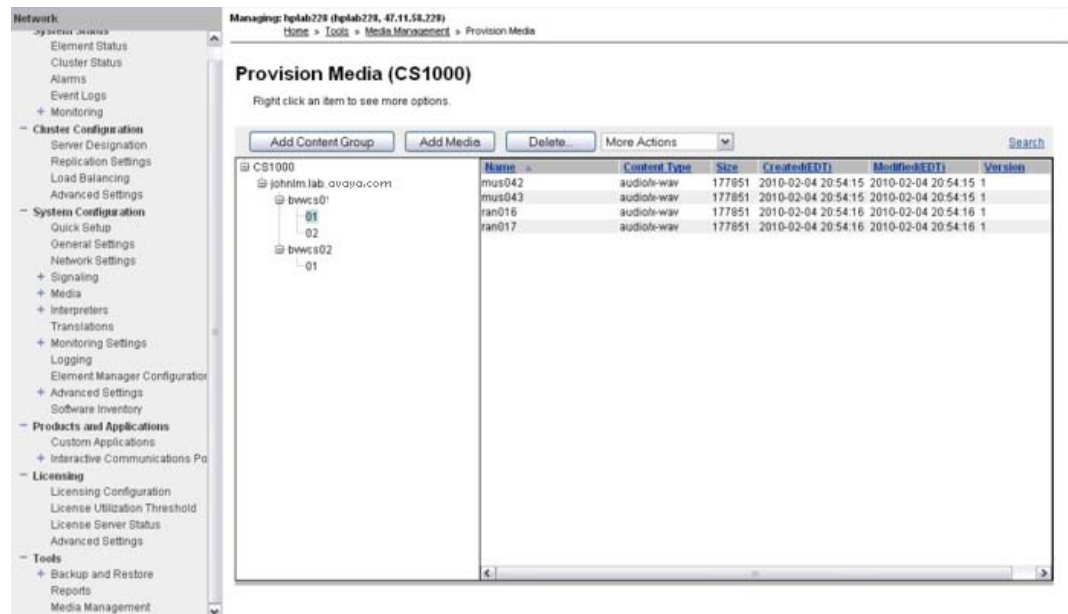 Network
System Status
Element Status
Cluster Status
Alarms
Event Logs
+ Monitoring
− Cluster Configuration
Server Designation
Replication Settings
Load Balancing
Advanced Settings
− System Configuration
Quick Setup
General Settings
Network Settings
+ Signaling
+ Media
+ Interpreters
Translations
+ Monitoring Settings
Logging
Element Manager Configuration
+ Advanced Settings
Software Inventory
− Products and Applications
Custom Applications
+ Interactive Communications Po
− Licensing
Licensing Configuration
License Utilization Threshold
License Server Status
Advanced Settings
− Tools
+ Backup and Restore
Reports
Media Management
Managing: hplab228 (hplab228, 47.11.58.228)
Home » Tools » Media Management » Provision Media
Provision Media (CS1000)
Right click an item to see more options.
Add Content Group Add Media Delete... More Actions Search
CS1000
johnlm.lab.avaya.com
bvwcs01
01
02
bvwcs02
01
Name Content Type Size Created(EDT) Modified(EDT) Version
mus042 audio/x-wav 177851 2010-02-04 20:54:15 2010-02-04 20:54:15 1
mus043 audio/x-wav 177851 2010-02-04 20:54:15 2010-02-04 20:54:15 1
ran016 audio/x-wav 177851 2010-02-04 20:54:16 2010-02-04 20:54:16 1
ran017 audio/x-wav 177851 2010-02-04 20:54:16 2010-02-04 20:54:16 1